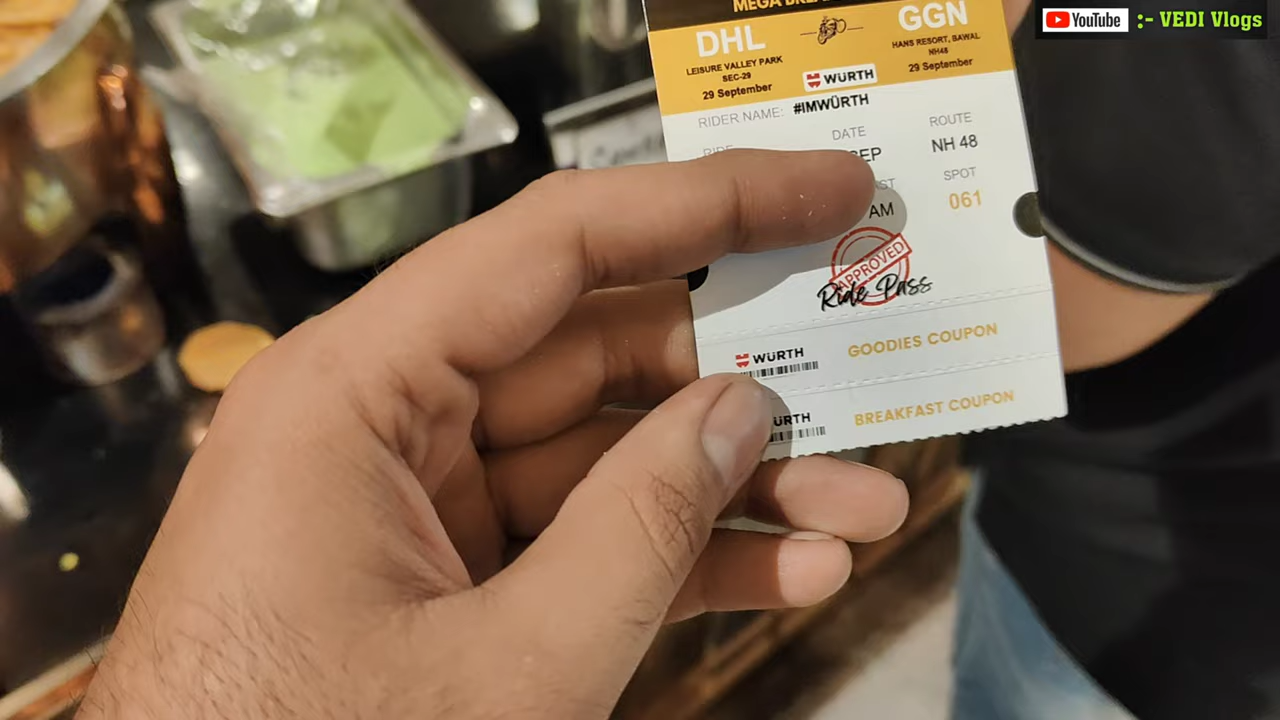 YouTube :- VEDI Vlogs
MEGA
DHL
GGN
LEISURE VALLEY PARK
SEC-29
29 September
HANS RESORT, BAWAL
NH48
29 September
WÜRTH
RIDER NAME: #IMWÜRTH
DATE
ROUTE
NH 48
SPOT
AM
061
APPROVED
Ride Pass
WÜRTH
GOODIES COUPON
BREAKFAST COUPON